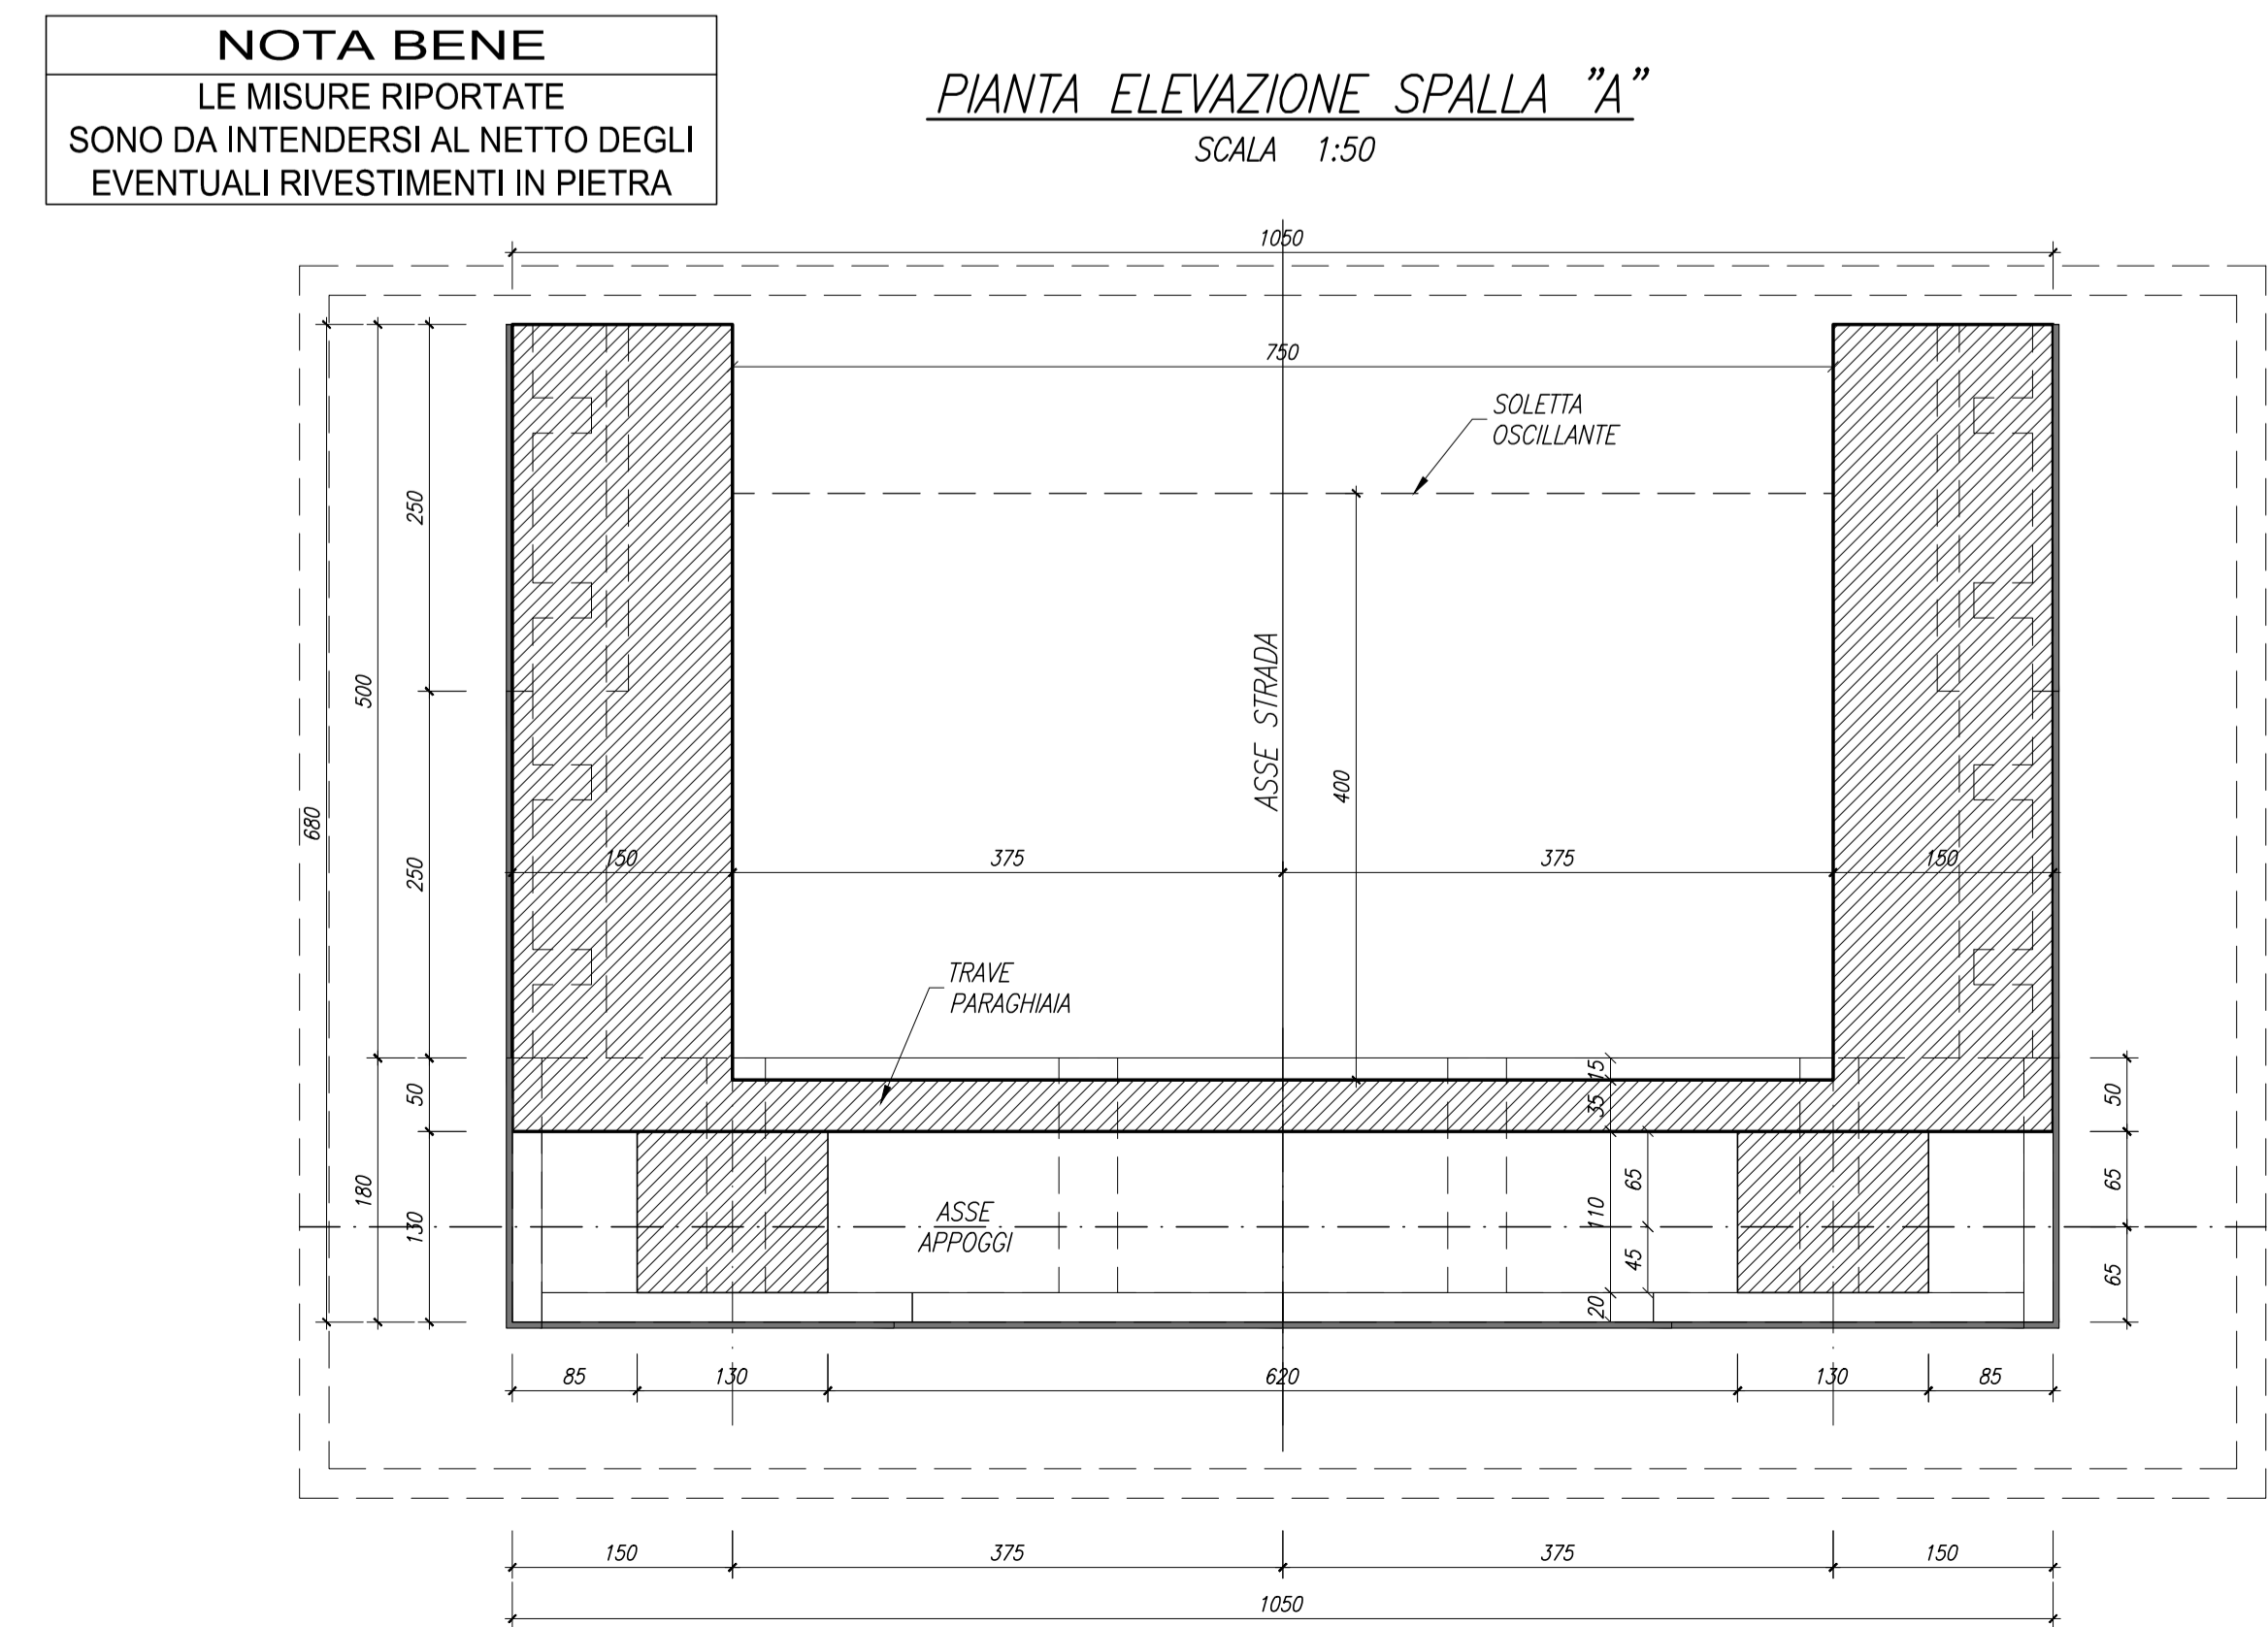 NOTA BENE
LE MISURE RIPORTATE
SONO DA INTENDERSI AL NETTO DEGLI
EVENTUALI RIVESTIMENTI IN PIETRA
PIANTA ELEVAZIONE SPALLA "A"
SCALA 1:50
1050
750
SOLETTA
OSCILLANTE
250
500
680
ASSE STRADA
400
250
150
375
375
150
TRAVE
PARAGHIAIA
15
35
50
50
180
130
ASSE
APPOGGI
110
65
45
20
65
65
85
130
620
130
85
150
375
375
150
1050